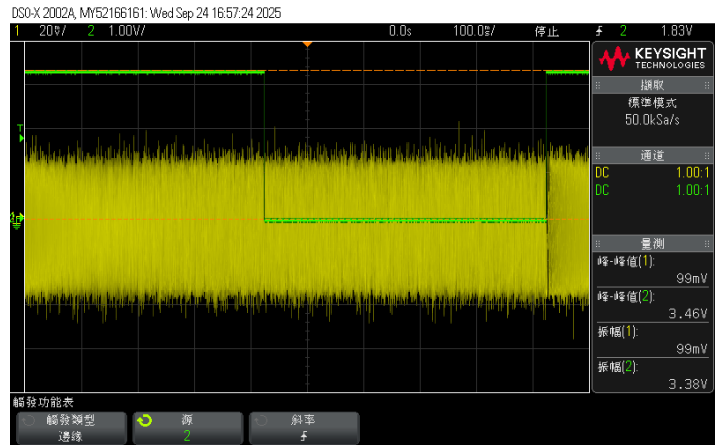 DSO-X 2002A, MY52166161: Wed Sep 24 16:57:24 2025
1 20▽/ 2 1.00V/ 0.0s 100.0s/ 停止 2 1.83V
KEYSIGHT
TECHNOLOGIES
擷取
標準模式
50.0kSa/s
通道
DC 1.00:1
DC 1.00:1
量測
峰-峰值(1):
99mV
峰-峰值(2):
3.46V
振幅(1):
99mV
振幅(2):
3.38V
T
觸發功能表
觸發類型
邊緣
源
2
斜率